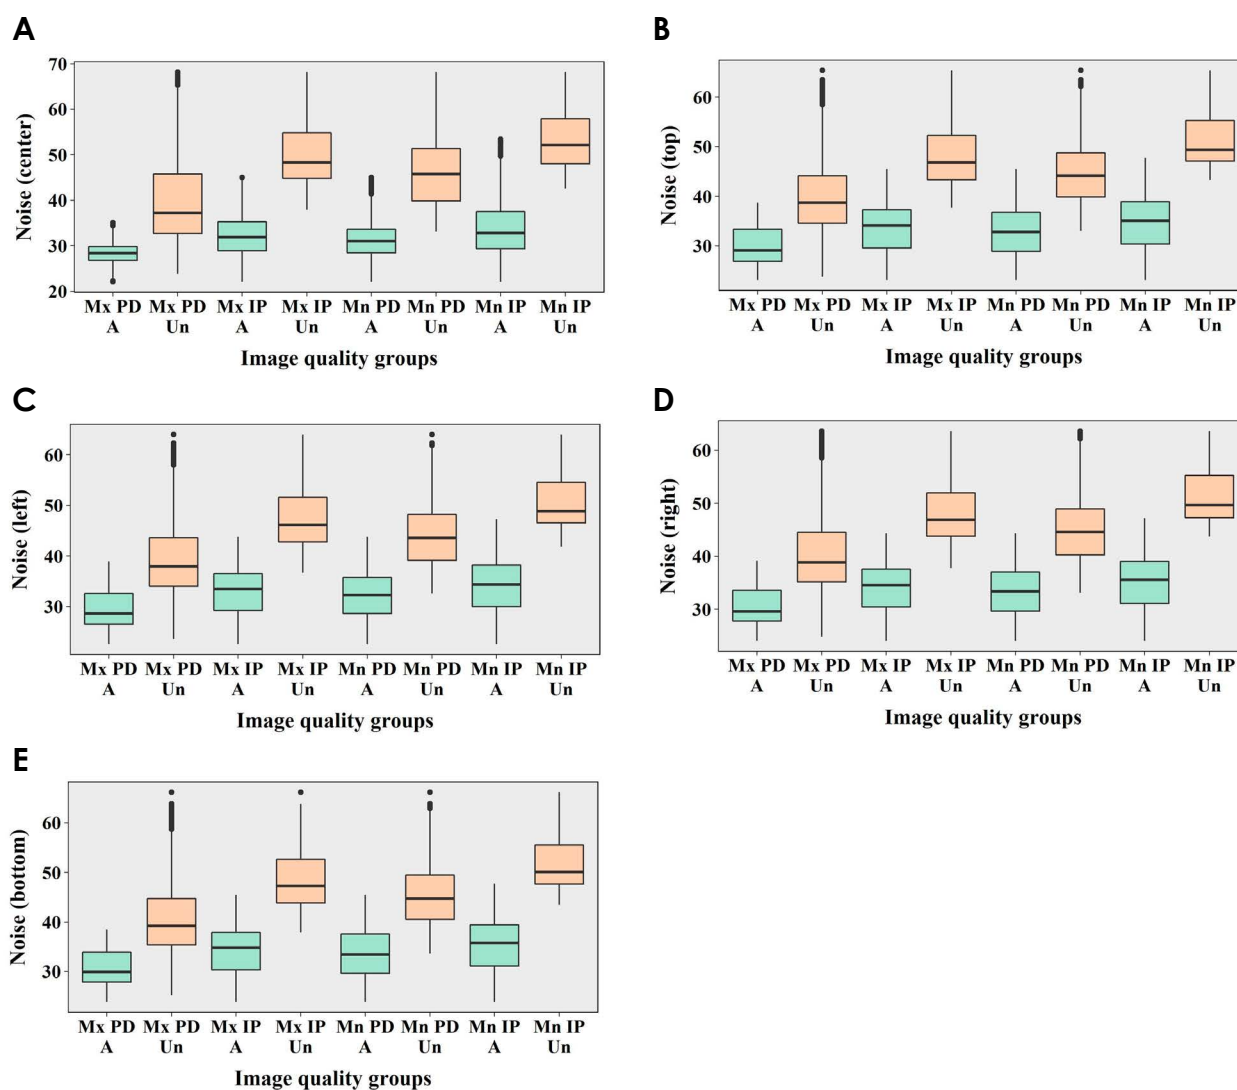 A
Noise (center)
70
60
50
40
30
20
Mx PD Mx PD Mx IP Mx IP Mn PD Mn PD Mn IP Mn IP
A Un A Un A Un A Un
Image quality groups
B
Noise (top)
60
50
40
30
Mx PD Mx PD Mx IP Mx IP Mn PD Mn PD Mn IP Mn IP
A Un A Un A Un A Un
Image quality groups
C
Noise (left)
60
50
40
30
Mx PD Mx PD Mx IP Mx IP Mn PD Mn PD Mn IP Mn IP
A Un A Un A Un A Un
Image quality groups
D
Noise (right)
60
50
40
30
Mx PD Mx PD Mx IP Mx IP Mn PD Mn PD Mn IP Mn IP
A Un A Un A Un A Un
Image quality groups
E
Noise (bottom)
60
50
40
30
Mx PD Mx PD Mx IP Mx IP Mn PD Mn PD Mn IP Mn IP
A Un A Un A Un A Un
Image quality groups